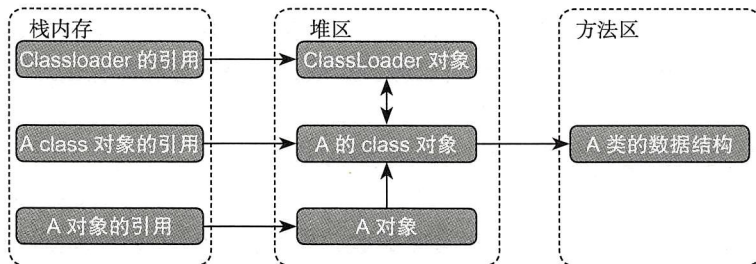 栈内存
堆区
方法区
Classloader 的引用
ClassLoader 对象
A class 对象的引用
A 的 class 对象
A 类的数据结构
A 对象的引用
A 对象